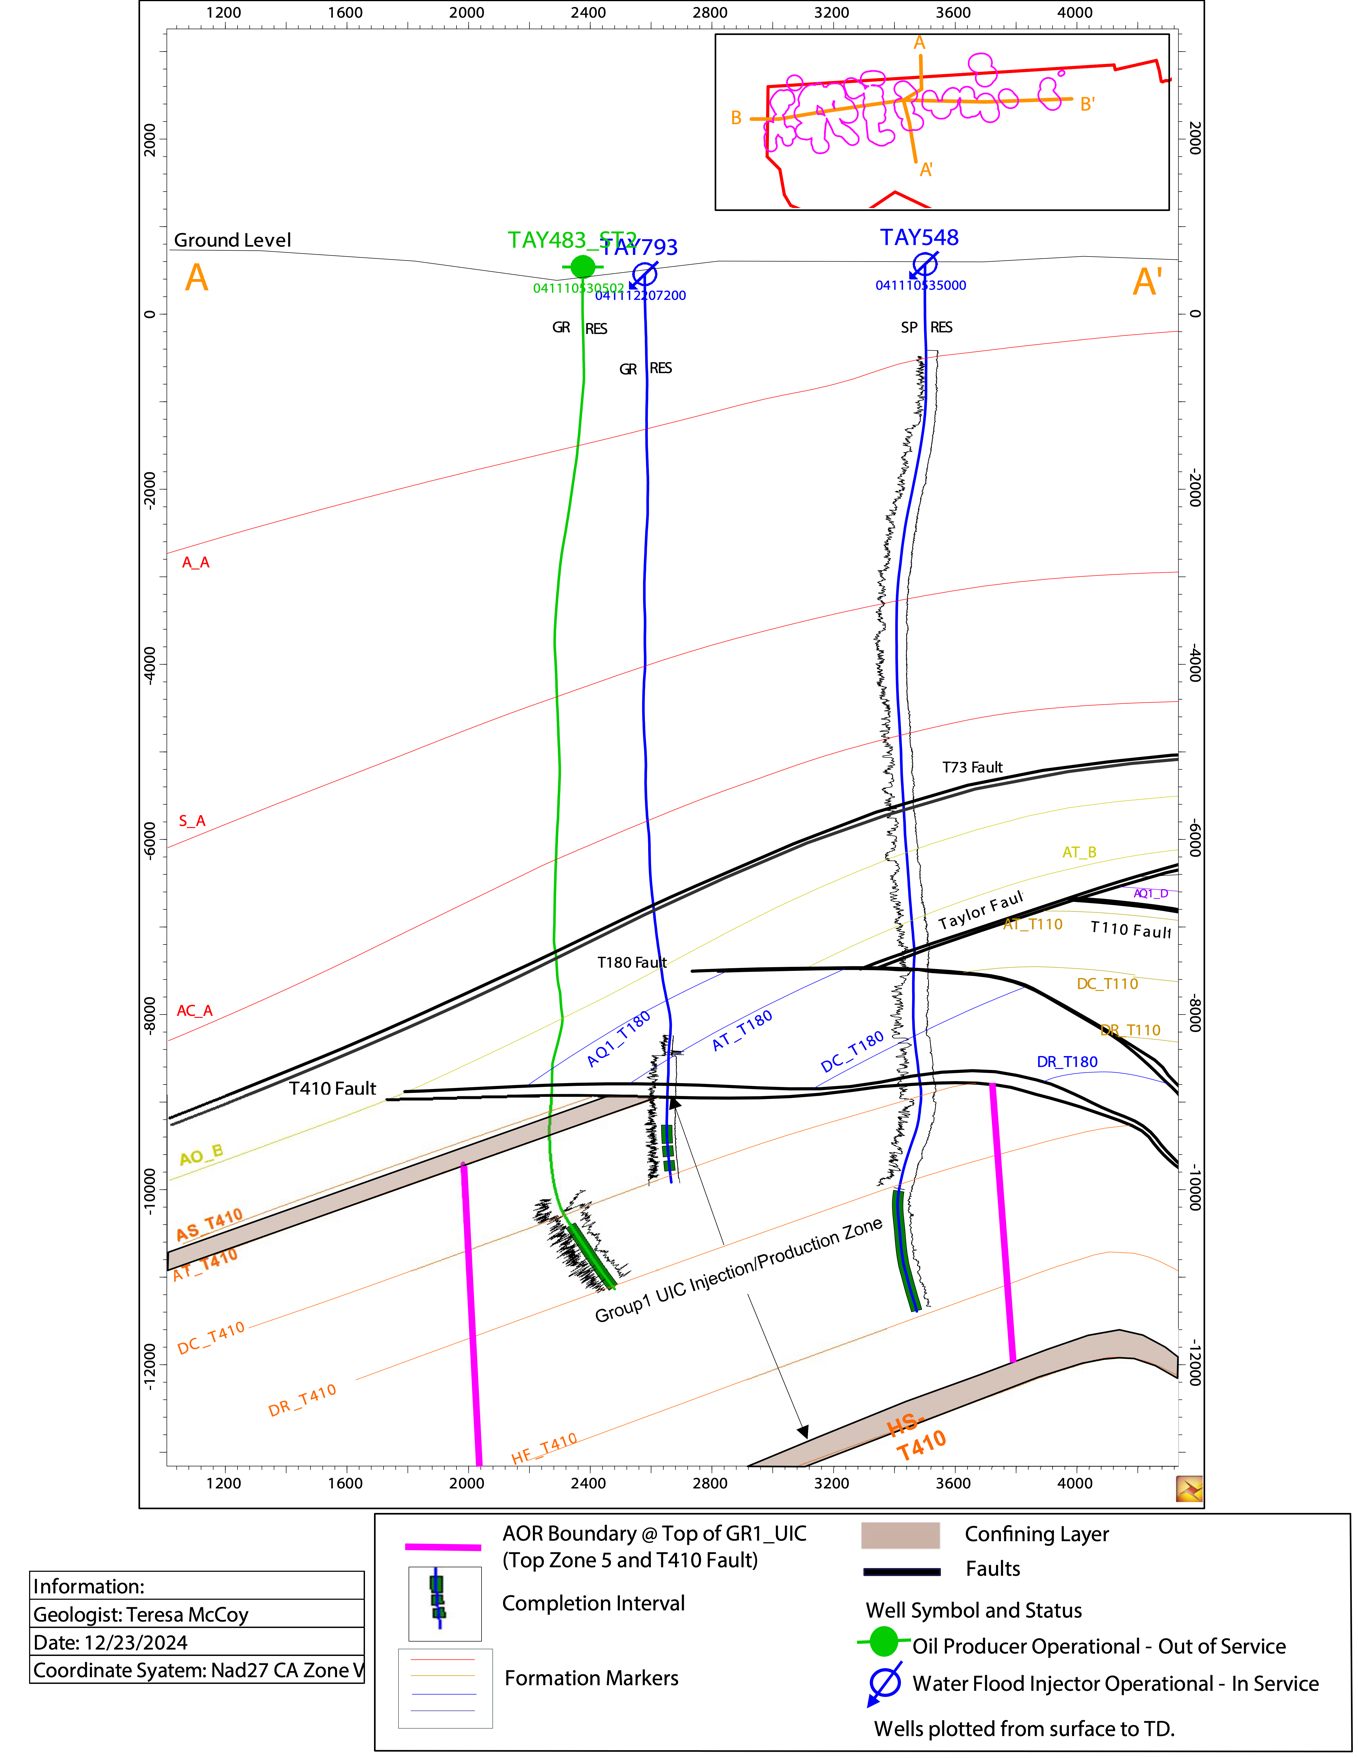 1200 1600 2000 2400 2800 3200 3600 4000
A
B
B'
A'
2000
2000
Ground Level
TAY483_ST2
TAY793
TAY548
A
A'
041110530502
041112207200
041110535000
0
0
GR RES
SP RES
GR RES
-2000
-2000
A_A
-4000
-4000
T73 Fault
S_A
-6000
-6000
AT_B
AQ1_D
Taylor Faul
AT_T110
T110 Fault
T180 Fault
DC_T110
AC_A
-8000
-8000
AQ1_T180
AT_T180
DC_T180
DR_T110
DR_T180
T410 Fault
AO_B
-10000
-10000
AS_T410
AT_T410
Group1 UIC Injection/Production Zone
DC_T410
-12000
-12000
DR_T410
HE_T410
HS-
T410
1200 1600 2000 2400 2800 3200 3600 4000
AOR Boundary @ Top of GR1_UIC
(Top Zone 5 and T410 Fault)
Completion Interval
Formation Markers
Confining Layer
Faults
Well Symbol and Status
Oil Producer Operational - Out of Service
Water Flood Injector Operational - In Service
Wells plotted from surface to TD.
Information:
Geologist: Teresa McCoy
Date: 12/23/2024
Coordinate Syatem: Nad27 CA Zone V